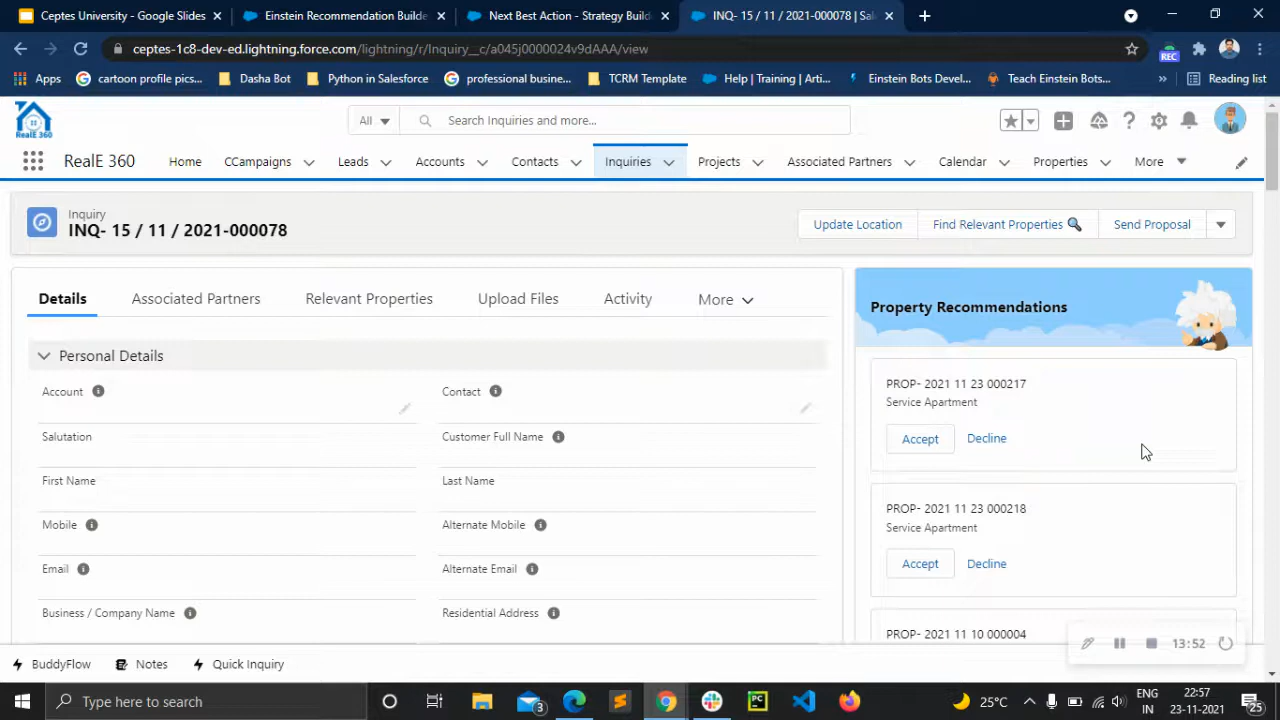 Ceptes University - Google Slides
Einstein Recommendation Builde
Next Best Action - Strategy Build
INQ- 15 / 11 / 2021-000078 | Sal
ceptes-1c8-dev-ed.lightning.force.com/lightning/r/Inquiry__c/a045j0000024v9dAAA/view
REC
Apps
cartoon profile pics...
Dasha Bot
Python in Salesforce
professional busine...
TCRM Template
Help | Training | Arti...
Einstein Bots Devel...
Teach Einstein Bots...
»
Reading list
RealE 360
All
Search Inquiries and more...
RealE 360
Home
CCampaigns
Leads
Accounts
Contacts
Inquiries
Projects
Associated Partners
Calendar
Properties
More
Inquiry
INQ- 15 / 11 / 2021-000078
Update Location
Find Relevant Properties
Send Proposal
Details
Associated Partners
Relevant Properties
Upload Files
Activity
More
Property Recommendations
Personal Details
Account
Contact
Salutation
Customer Full Name
First Name
Last Name
Mobile
Alternate Mobile
Email
Alternate Email
Business / Company Name
Residential Address
PROP- 2021 11 23 000217
Service Apartment
Accept
Decline
PROP- 2021 11 23 000218
Service Apartment
Accept
Decline
PROP- 2021 11 10 000004
13:52
BuddyFlow
Notes
Quick Inquiry
Type here to search
3
PC
25°C
ENG
IN
22:57
23-11-2021
25